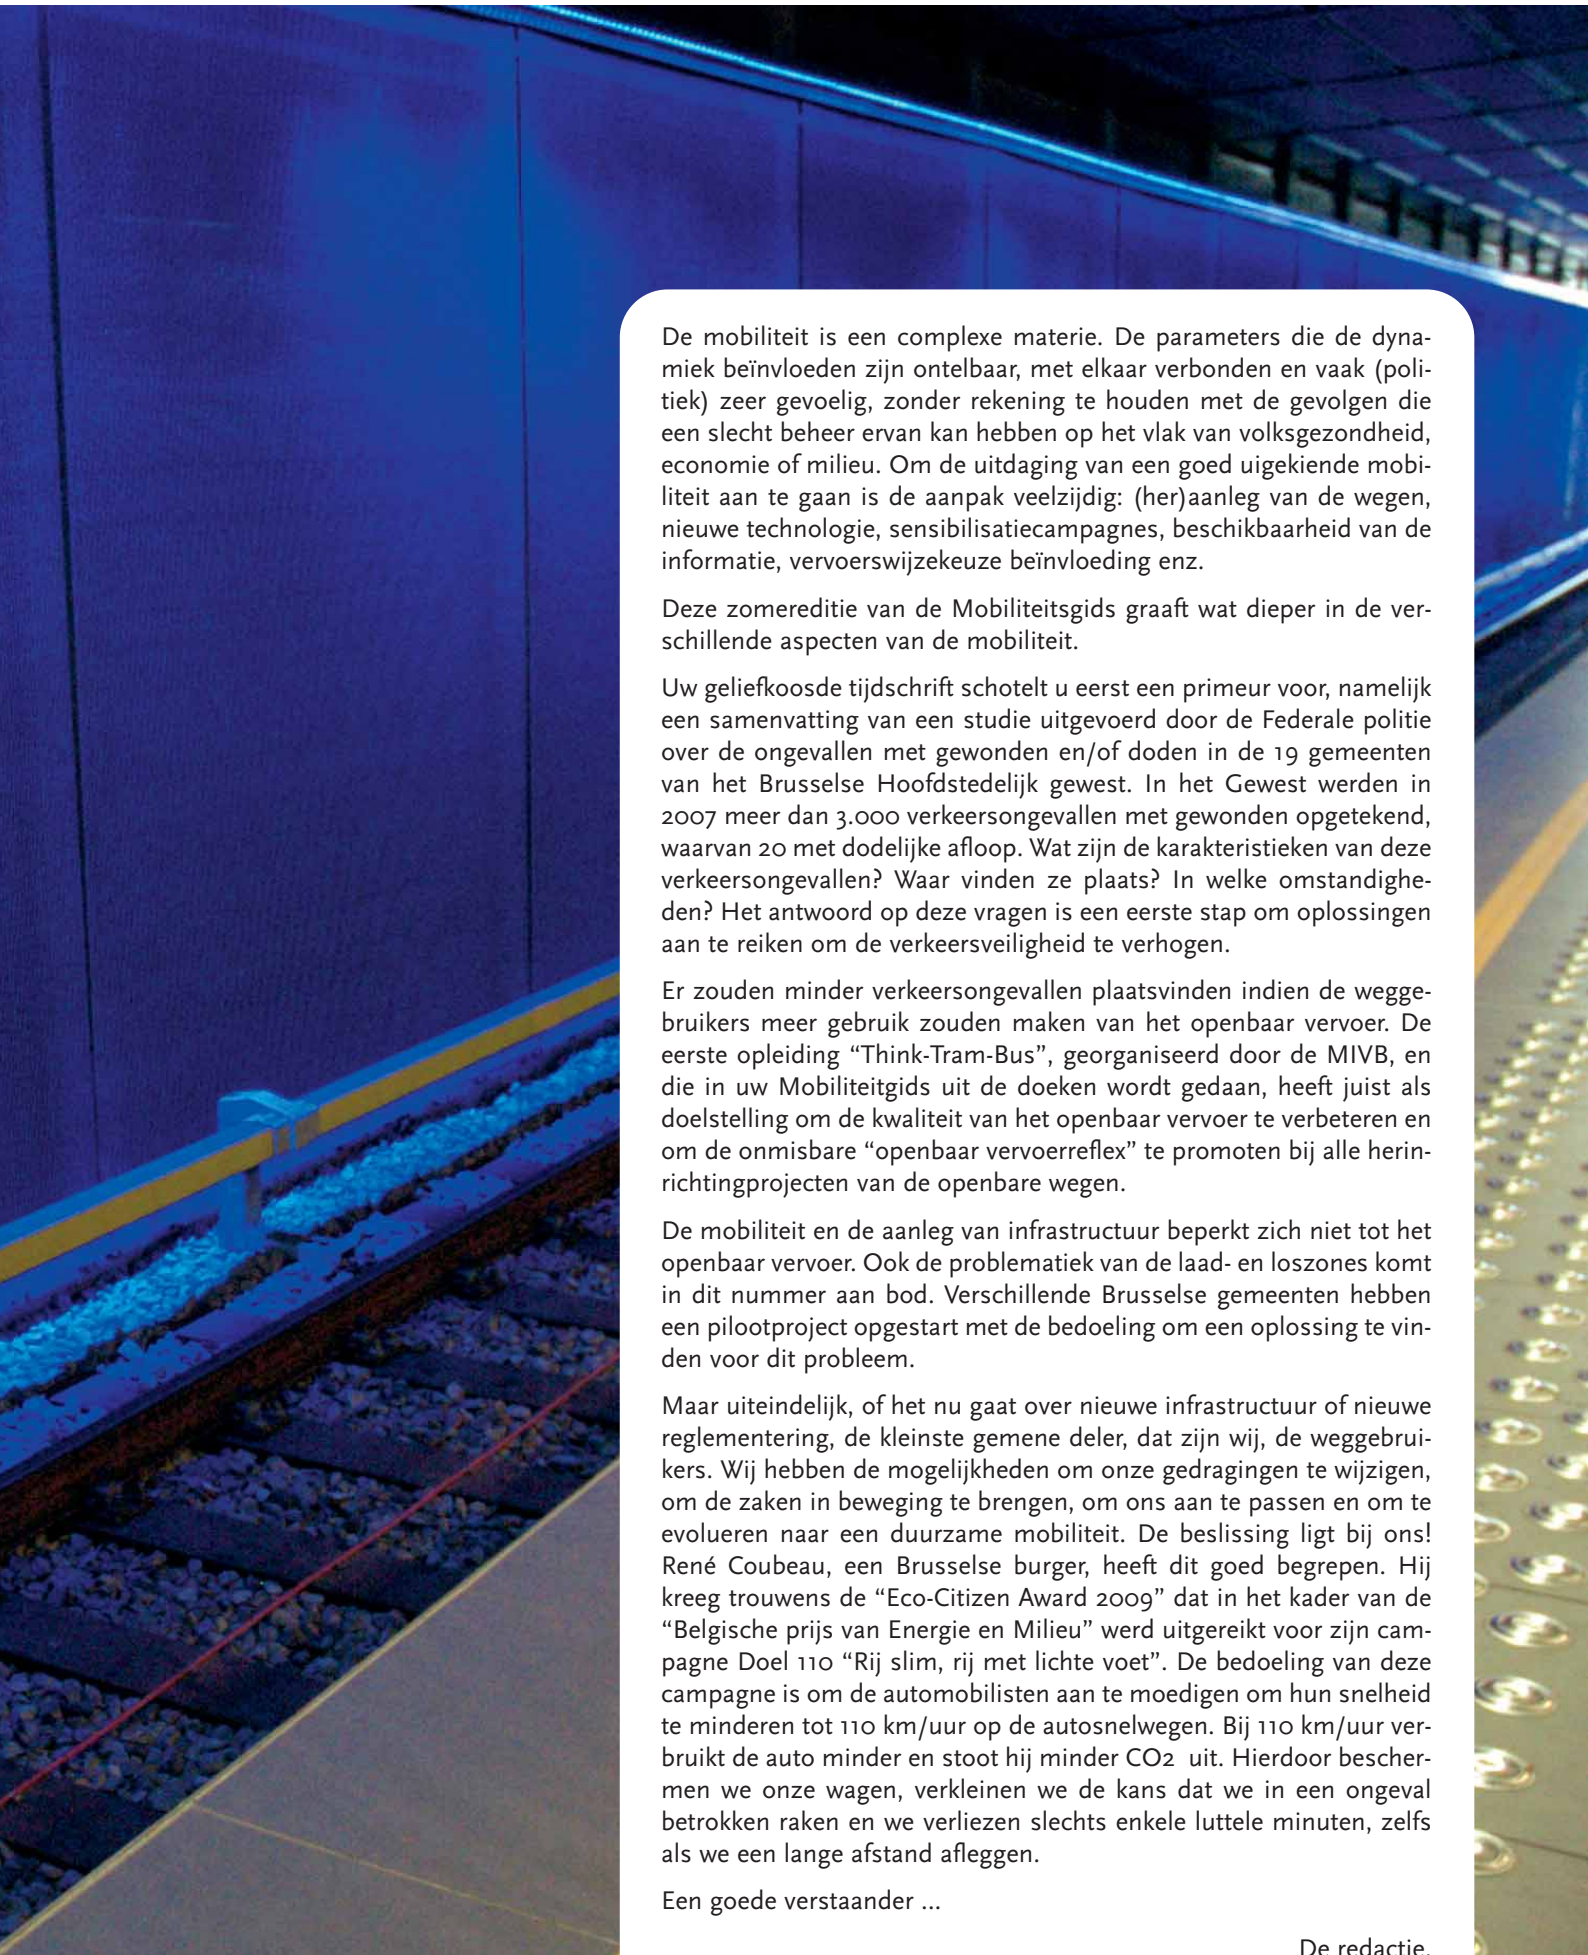 De mobiliteit is een complexe materie. De parameters die de dyna-
miek beïnvloeden zijn ontelbaar, met elkaar verbonden en vaak (poli-
tiek) zeer gevoelig, zonder rekening te houden met de gevolgen die
een slecht beheer ervan kan hebben op het vlak van volksgezondheid,
economie of milieu. Om de uitdaging van een goed uigekiende mobi-
liteit aan te gaan is de aanpak veelzijdig: (her)aanleg van de wegen,
nieuwe technologie, sensibilisatiecampagnes, beschikbaarheid van de
informatie, vervoerswijzekeuze beïnvloeding enz.
Deze zomereditie van de Mobiliteitsgids graaft wat dieper in de ver-
schillende aspecten van de mobiliteit.
Uw geliefkoosde tijdschrift schotelt u eerst een primeur voor, namelijk
een samenvatting van een studie uitgevoerd door de Federale politie
over de ongevallen met gewonden en/of doden in de 19 gemeenten
van het Brusselse Hoofdstedelijk gewest. In het Gewest werden in
2007 meer dan 3.000 verkeersongevallen met gewonden opgetekend,
waarvan 20 met dodelijke afloop. Wat zijn de karakteristieken van deze
verkeersongevallen? Waar vinden ze plaats? In welke omstandighe-
den? Het antwoord op deze vragen is een eerste stap om oplossingen
aan te reiken om de verkeersveiligheid te verhogen.
Er zouden minder verkeersongevallen plaatsvinden indien de wegge-
bruikers meer gebruik zouden maken van het openbaar vervoer. De
eerste opleiding “Think-Tram-Bus”, georganiseerd door de MIVB, en
die in uw Mobiliteitgids uit de doeken wordt gedaan, heeft juist als
doelstelling om de kwaliteit van het openbaar vervoer te verbeteren en
om de onmisbare “openbaar vervoerreflex” te promoten bij alle herin-
richtingprojecten van de openbare wegen.
De mobiliteit en de aanleg van infrastructuur beperkt zich niet tot het
openbaar vervoer. Ook de problematiek van de laad- en loszones komt
in dit nummer aan bod. Verschillende Brusselse gemeenten hebben
een pilootproject opgestart met de bedoeling om een oplossing te vin-
den voor dit probleem.
Maar uiteindelijk, of het nu gaat over nieuwe infrastructuur of nieuwe
reglementering, de kleinste gemene deler, dat zijn wij, de weggebrui-
kers. Wij hebben de mogelijkheden om onze gedragingen te wijzigen,
om de zaken in beweging te brengen, om ons aan te passen en om te
evolueren naar een duurzame mobiliteit. De beslissing ligt bij ons!
René Coubeau, een Brusselse burger, heeft dit goed begrepen. Hij
kreeg trouwens de “Eco-Citizen Award 2009” dat in het kader van de
“Belgische prijs van Energie en Milieu” werd uitgereikt voor zijn cam-
pagne Doel 110 “Rij slim, rij met lichte voet”. De bedoeling van deze
campagne is om de automobilisten aan te moedigen om hun snelheid
te minderen tot 110 km/uur op de autosnelwegen. Bij 110 km/uur ver-
bruikt de auto minder en stoot hij minder CO2 uit. Hierdoor bescher-
men we onze wagen, verkleinen we de kans dat we in een ongeval
betrokken raken en we verliezen slechts enkele luttele minuten, zelfs
als we een lange afstand afleggen.
Een goede verstaander ...
De redactie.